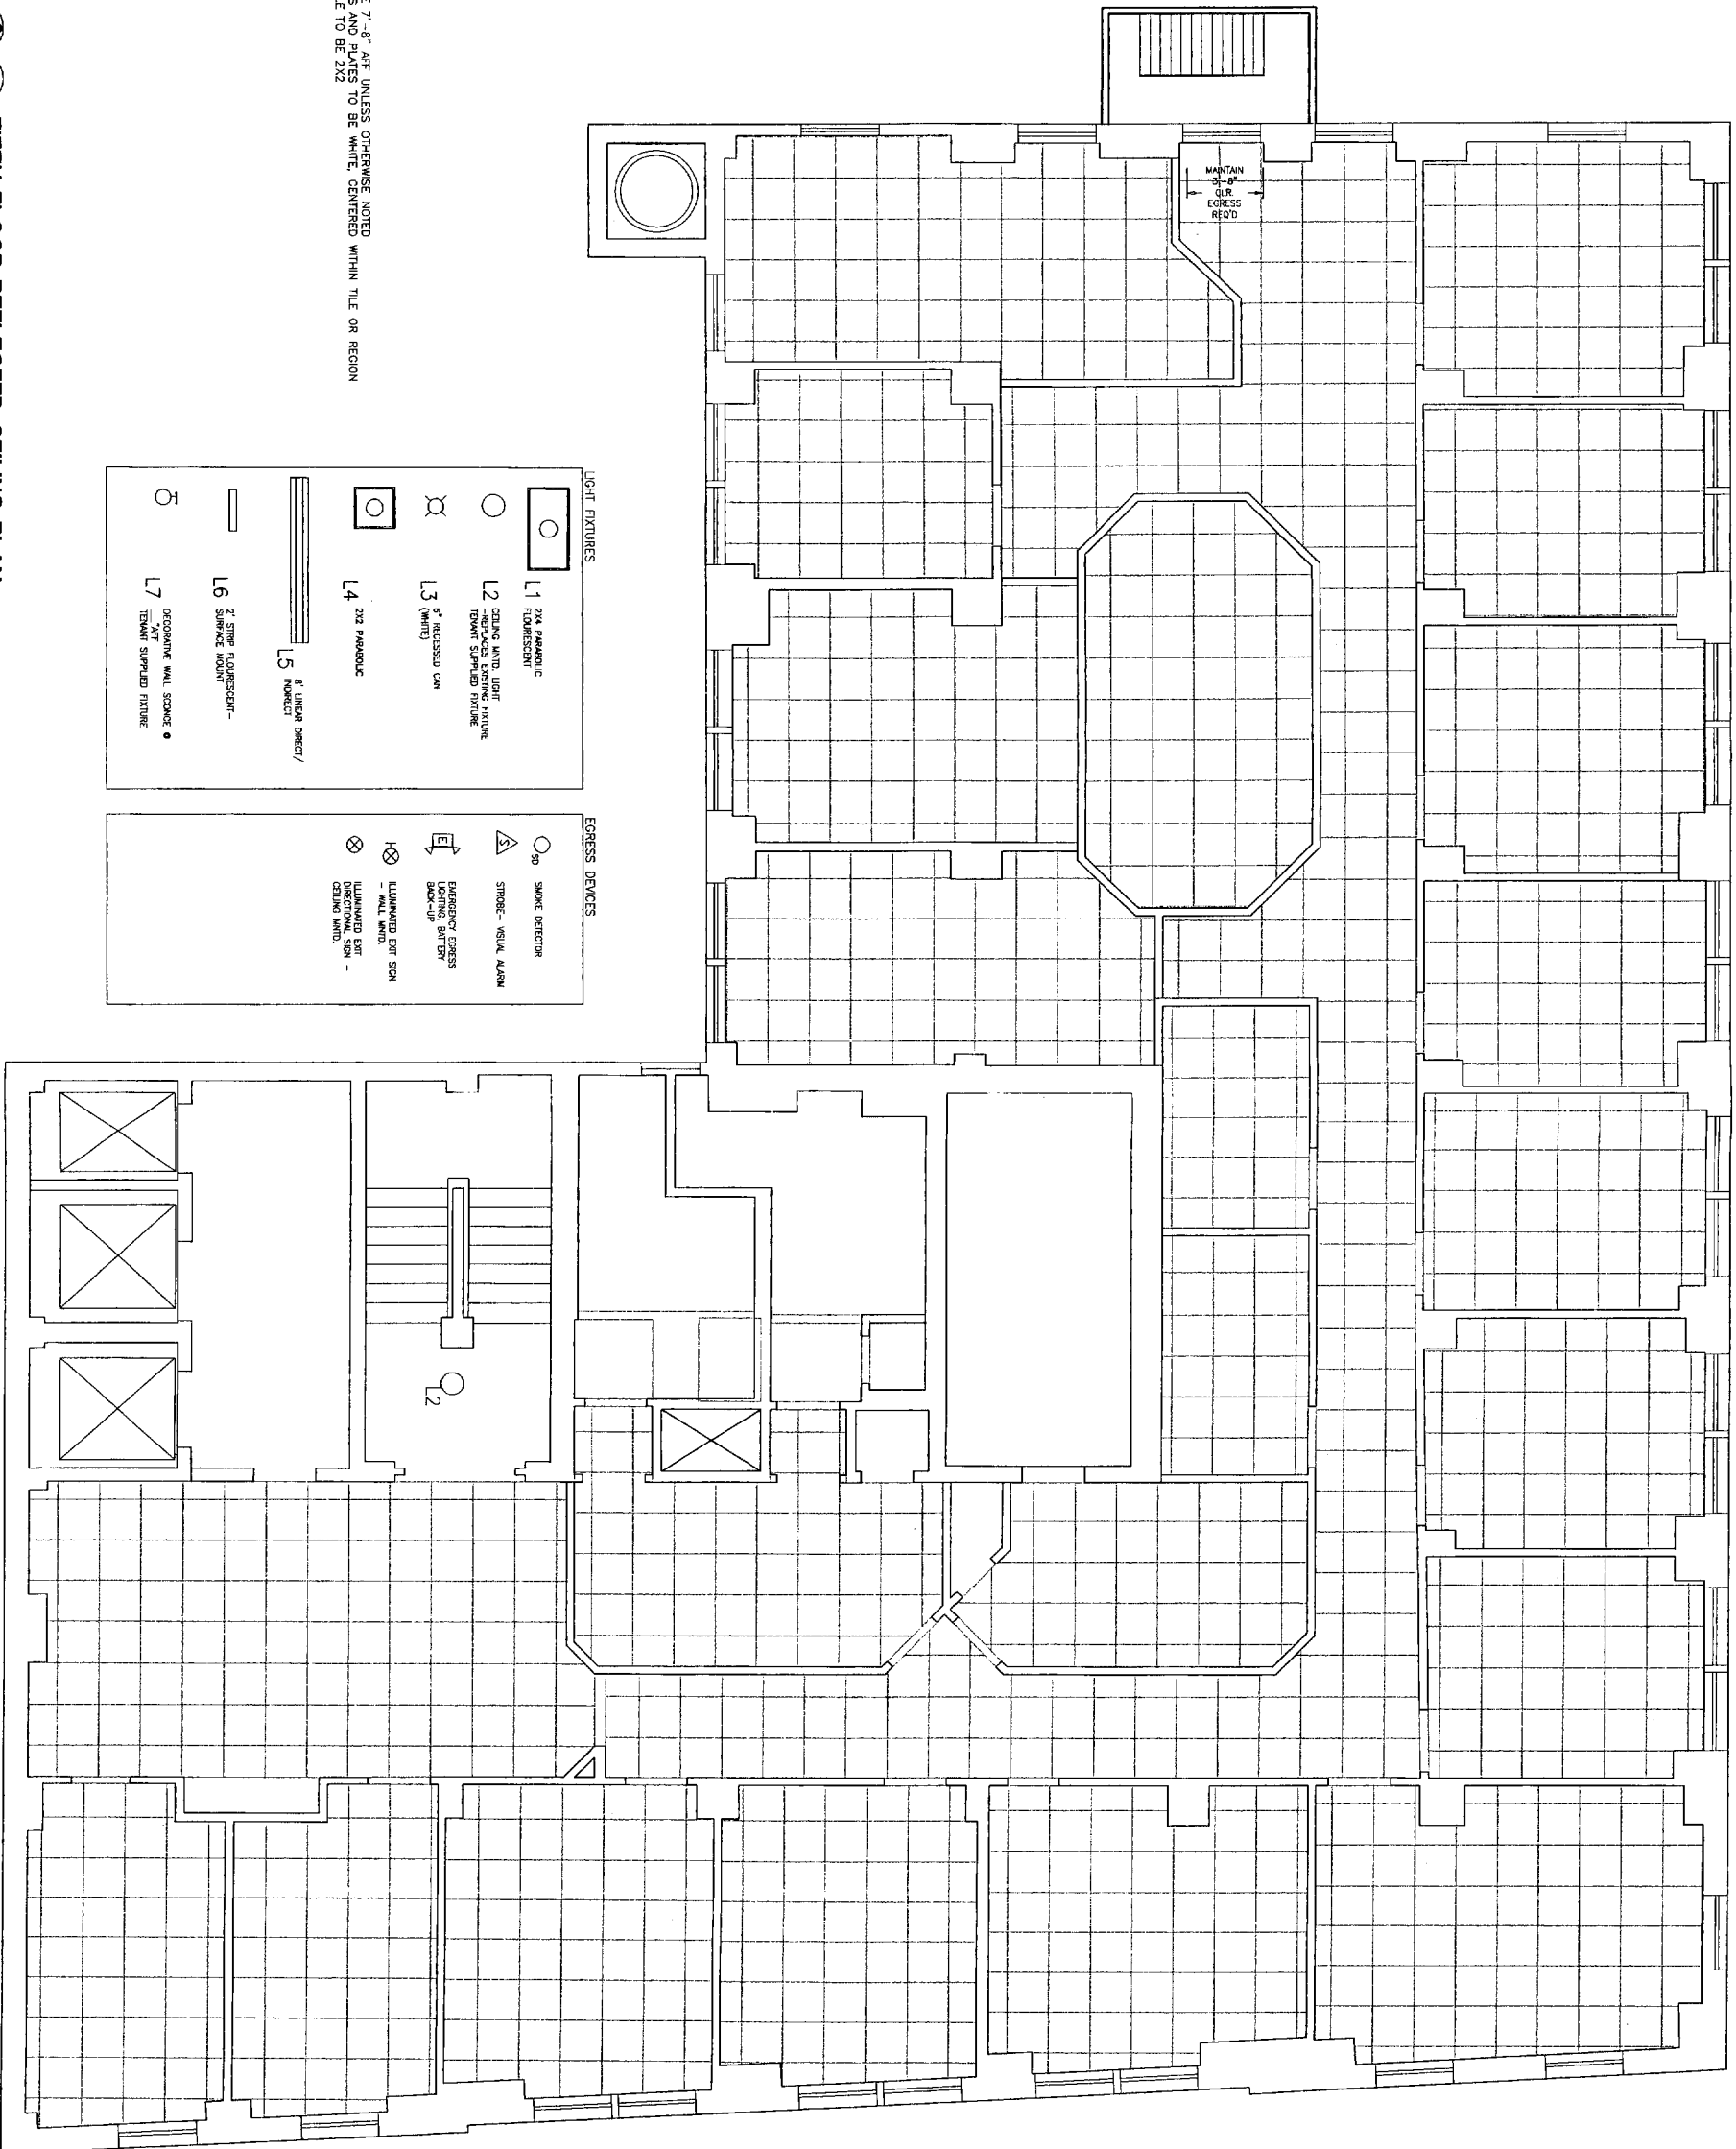 E 7'-8" AFF UNLESS OTHERWISE NOTED
S AND PLATES TO BE WHITE, CENTERED WITHIN TILE OR REGION
LE TO BE 2X2
MAINTAIN
3'-8"
CLR.
EGRESS
REQ'D
LIGHT FIXTURES
L1 2X4 PARABOLIC
FLOURESCENT
L2 CEILING MNTD. LIGHT
-REPLACES EXISTING FIXTURE
TENANT SUPPLIED FIXTURE
L3 6" RECESSED CAN
(WHITE)
L4 2X2 PARABOLIC
L5 8' LINEAR DIRECT/
INDIRECT
L6 2' STRIP FLOURESCENT-
SURFACE MOUNT
L7 DECORATIVE WALL SCONCE @
__"AFF
TENANT SUPPLIED FIXTURE
EGRESS DEVICES
SD SMOKE DETECTOR
S STROBE- VISUAL ALARM
E EMERGENCY EGRESS
LIGHTING, BATTERY
BACK-UP
ILLUMINATED EXIT SIGN
- WALL MNTD.
ILLUMINATED EXIT
DIRECTIONAL SIGN -
CEILING MNTD.
L2